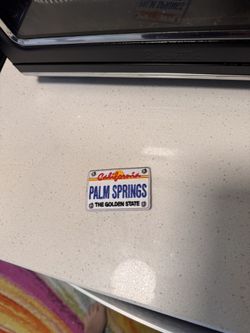 California
PALM SPRINGS
THE GOLDEN STATE